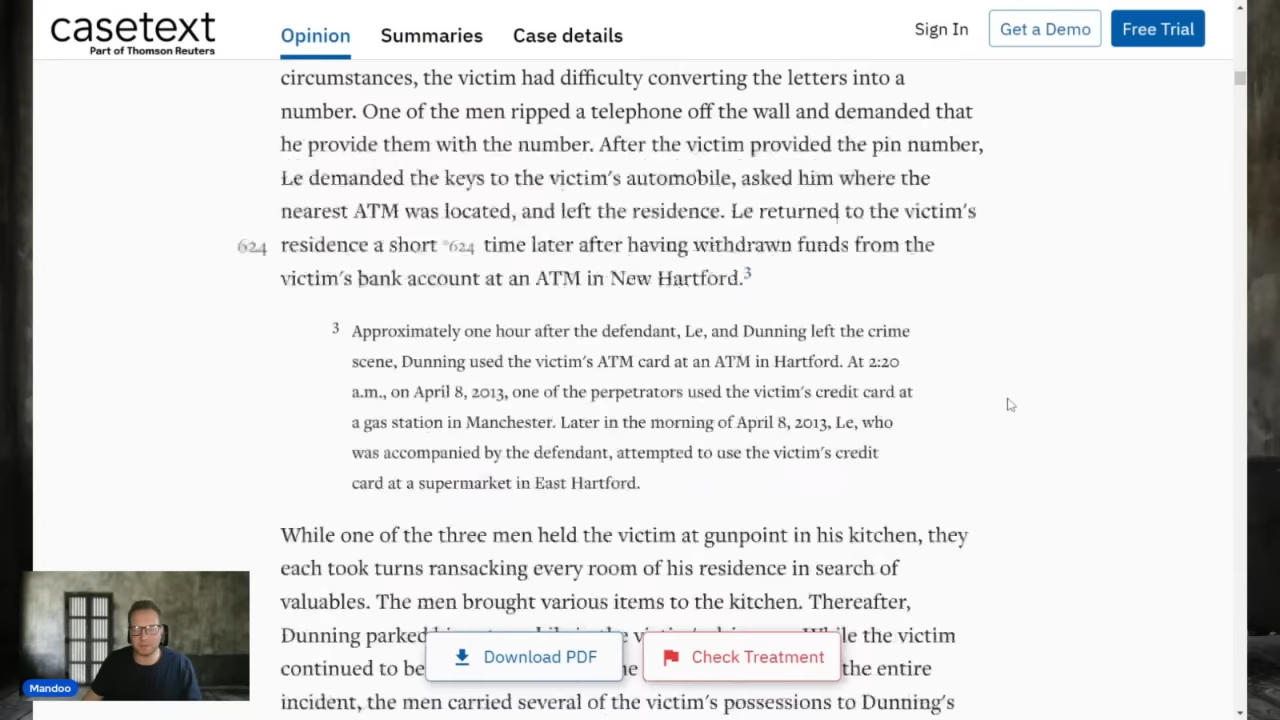 casetext
Part of Thomson Reuters
Opinion
Summaries
Case details
Sign In
Get a Demo
Free Trial
circumstances, the victim had difficulty converting the letters into a
number. One of the men ripped a telephone off the wall and demanded that
he provide them with the number. After the victim provided the pin number,
Le demanded the keys to the victim's automobile, asked him where the
nearest ATM was located, and left the residence. Le returned to the victim's
624 residence a short *624 time later after having withdrawn funds from the
victim's bank account at an ATM in New Hartford.3
3 Approximately one hour after the defendant, Le, and Dunning left the crime
scene, Dunning used the victim's ATM card at an ATM in Hartford. At 2:20
a.m., on April 8, 2013, one of the perpetrators used the victim's credit card at
a gas station in Manchester. Later in the morning of April 8, 2013, Le, who
was accompanied by the defendant, attempted to use the victim's credit
card at a supermarket in East Hartford.
While one of the three men held the victim at gunpoint in his kitchen, they
each took turns ransacking every room of his residence in search of
valuables. The men brought various items to the kitchen. Thereafter,
Dunning parked the victim
continued to be the entire
incident, the men carried several of the victim's possessions to Dunning's
Download PDF
Check Treatment
Mandoo